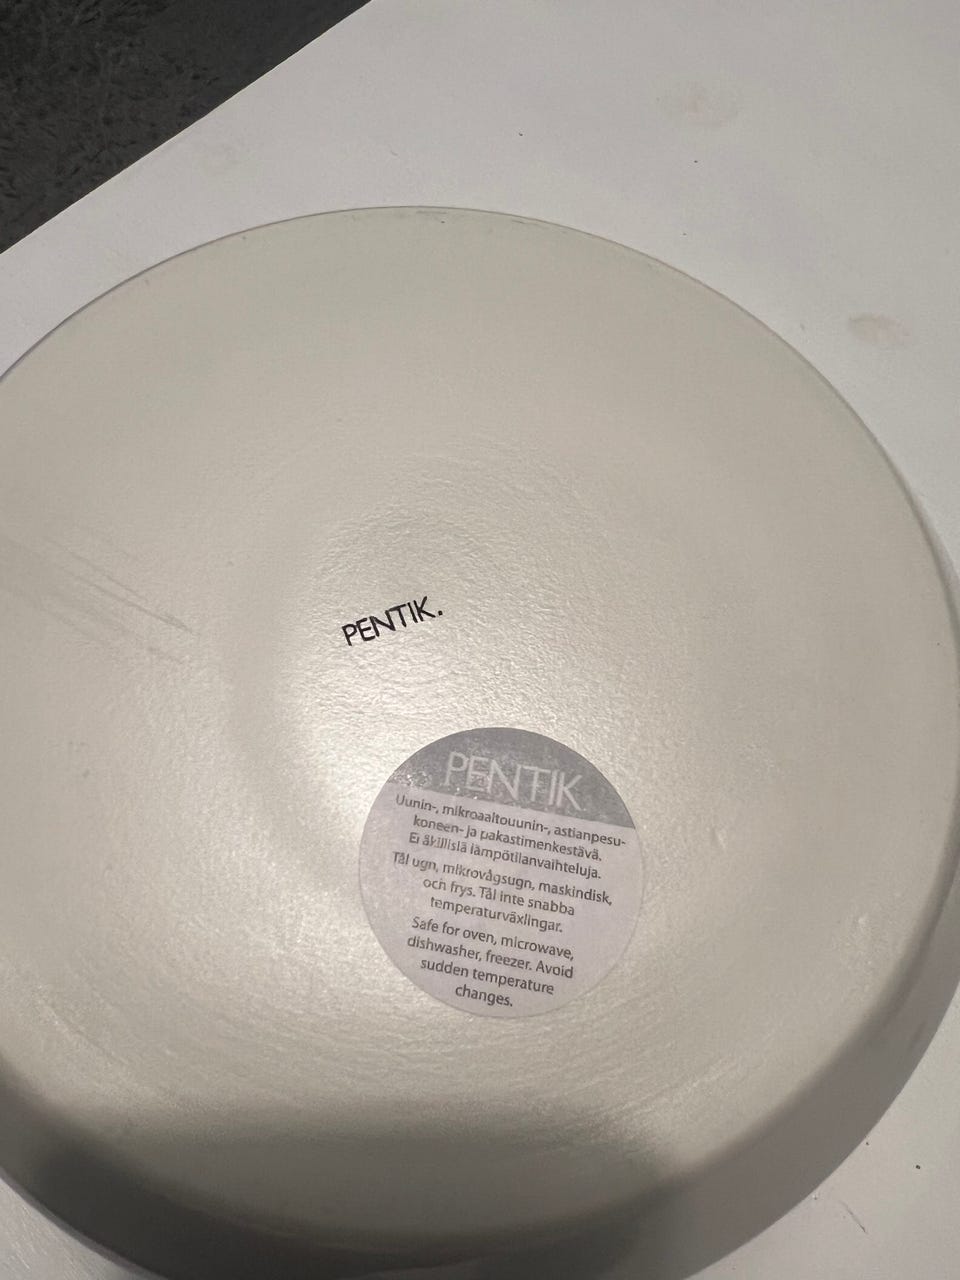 PENTIK.
PENTIK
Uunin-, mikroaaltouunin-, astianpesu-
koneen- ja pakastimenkestävä.
Ei äkillisiä lämpötilanvaihteluja.
Tål ugn, mikrovågsugn, maskindisk,
och frys. Tål inte snabba
temperaturväxlingar.
Safe for oven, microwave,
dishwasher, freezer. Avoid
sudden temperature
changes.